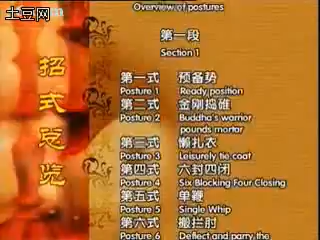 Overview of postures
土豆网
第一段
Section 1
招式总览
第一式 预备势
Posture 1 Ready position
第二式 金刚捣碓
Posture 2 Buddha's warrior
pounds mortar
第三式 懒扎衣
Posture 3 Leisurely tie coat
第四式 六封四闭
Posture 4 Six Blocking Four Closing
第五式 单鞭
Posture 5 Single Whip
第六式 搬拦肘
Posture 6 Deflect and parry the